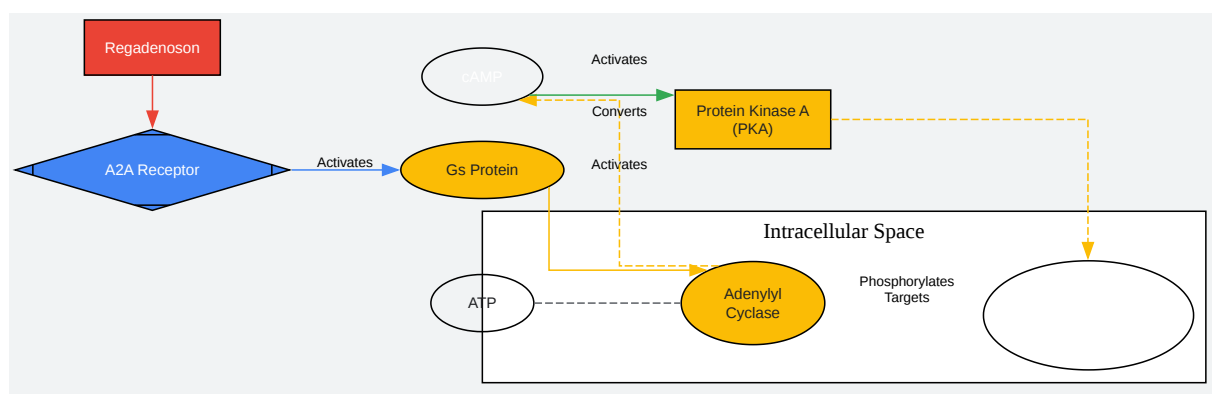 Regadenoson
A2A Receptor
Activates
cAMP
Activates
Converts
Activates
Gs Protein
Protein Kinase A
(PKA)
Intracellular Space
ATP
Adenylyl
Cyclase
Phosphorylates
Targets